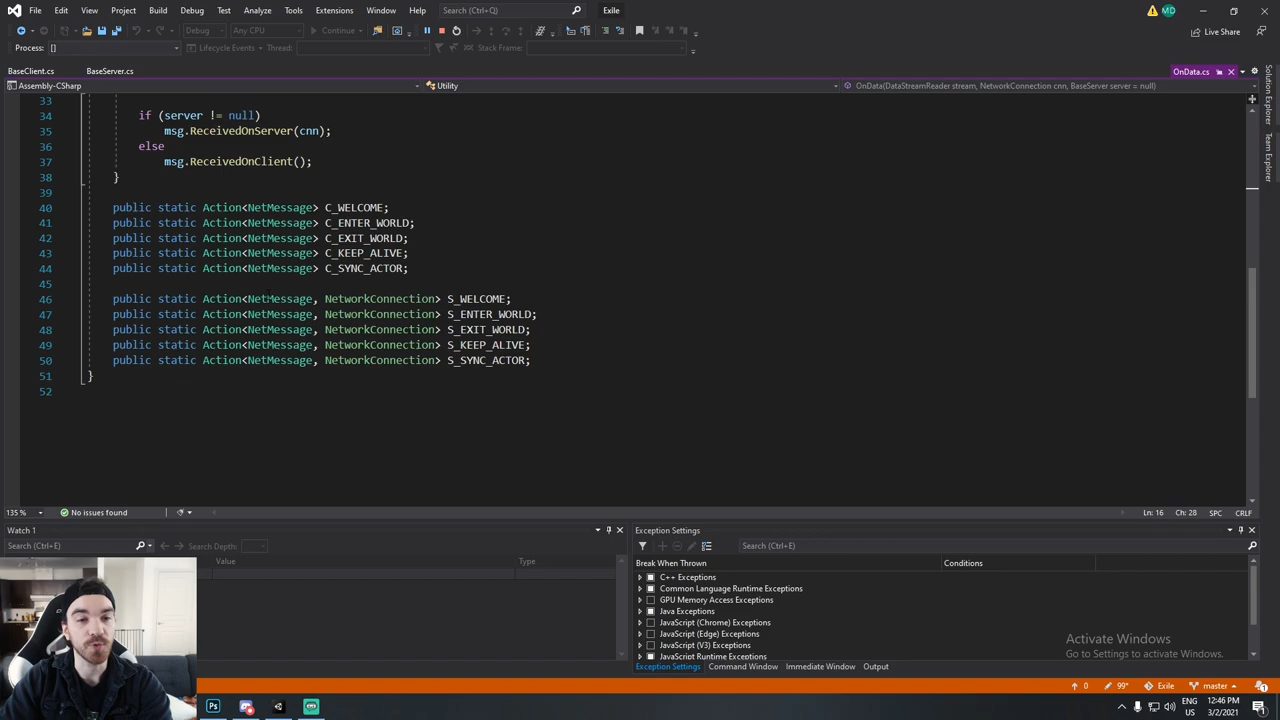 File Edit View Project Build Debug Test Analyze Tools Extensions Window Help Search (Ctrl+Q) Exile MD
Debug Any CPU Continue Live Share
Process: [] Lifecycle Events Thread: Stack Frame:
BaseClient.cs BaseServer.cs OnData.cs
Assembly-CSharp Utility OnData(DataStreamReader stream, NetworkConnection cnn, BaseServer server = null)
33
34 if (server != null)
35 msg.ReceivedOnServer(cnn);
36 else
37 msg.ReceivedOnClient();
38 }
39
40 public static Action<NetMessage> C_WELCOME;
41 public static Action<NetMessage> C_ENTER_WORLD;
42 public static Action<NetMessage> C_EXIT_WORLD;
43 public static Action<NetMessage> C_KEEP_ALIVE;
44 public static Action<NetMessage> C_SYNC_ACTOR;
45
46 public static Action<NetMessage, NetworkConnection> S_WELCOME;
47 public static Action<NetMessage, NetworkConnection> S_ENTER_WORLD;
48 public static Action<NetMessage, NetworkConnection> S_EXIT_WORLD;
49 public static Action<NetMessage, NetworkConnection> S_KEEP_ALIVE;
50 public static Action<NetMessage, NetworkConnection> S_SYNC_ACTOR;
51 }
52
Solution Explorer
Team Explorer
135 % No issues found Ln: 16 Ch: 28 SPC CRLF
Watch 1
Search (Ctrl+E) Search Depth:
Value Type
Exception Settings
Search (Ctrl+E)
Break When Thrown Conditions
C++ Exceptions
Common Language Runtime Exceptions
GPU Memory Access Exceptions
Java Exceptions
JavaScript (Chrome) Exceptions
JavaScript (Edge) Exceptions
JavaScript (V3) Exceptions
JavaScript Runtime Exceptions
Activate Windows
Go to Settings to activate Windows.
Exception Settings Command Window Immediate Window Output
0 99* Exile master 1
Ps
ENG 12:46 PM
US 3/2/2021 1